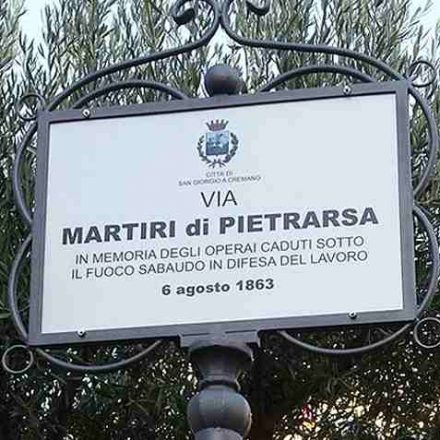 CITTÀ DI
SAN GIORGIO A CREMANO
VIA
MARTIRI di PIETRARSA
IN MEMORIA DEGLI OPERAI CADUTI SOTTO
IL FUOCO SABAUDO IN DIFESA DEL LAVORO
6 agosto 1863